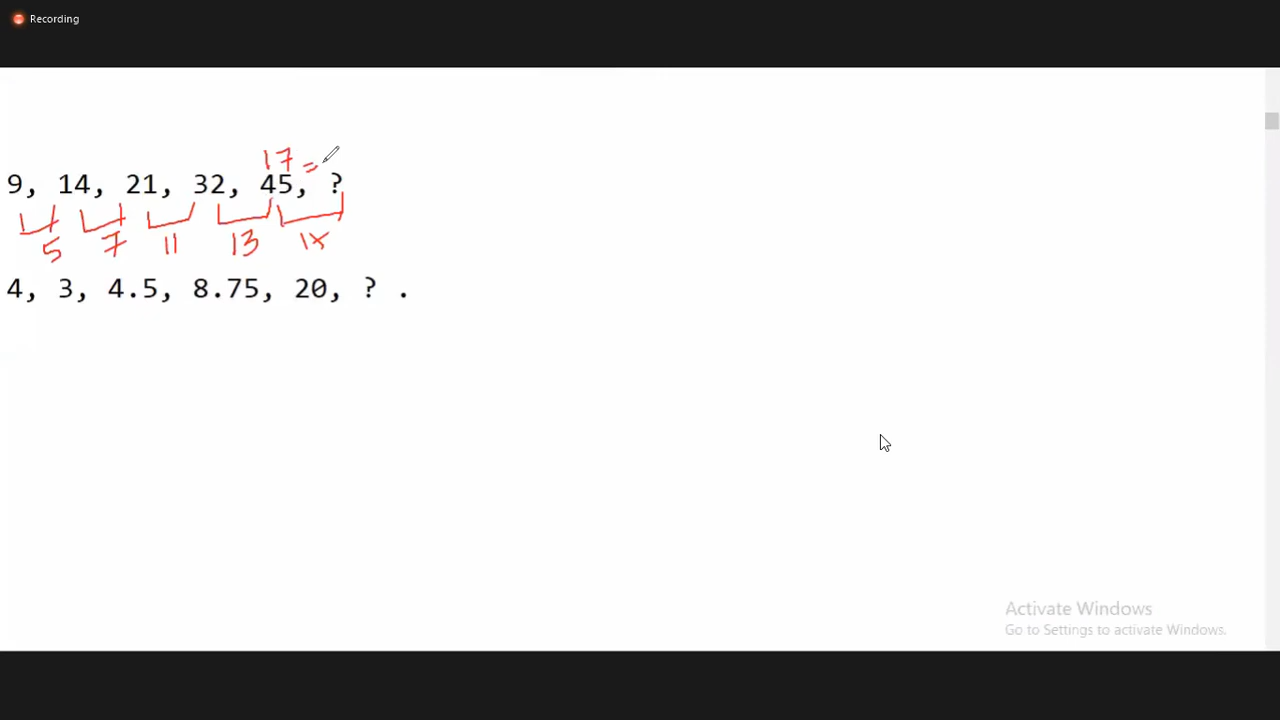 Recording
17 =
9, 14, 21, 32, 45, ?
5 7 11 13 1x
4, 3, 4.5, 8.75, 20, ? .
Activate Windows
Go to Settings to activate Windows.